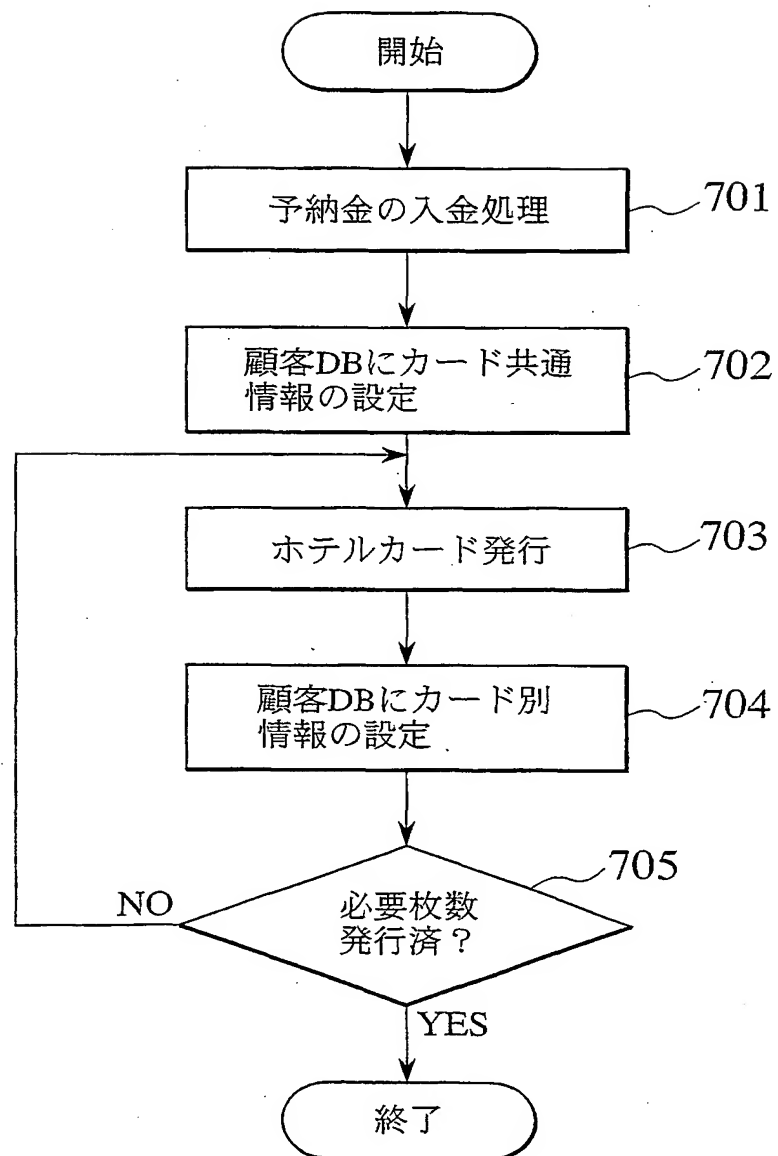 開始
予納金の入金処理
701
顧客DBにカード共通
情報の設定
702
ホテルカード発行
703
顧客DBにカード別
情報の設定
704
705
NO
必要枚数
発行済?
YES
終了